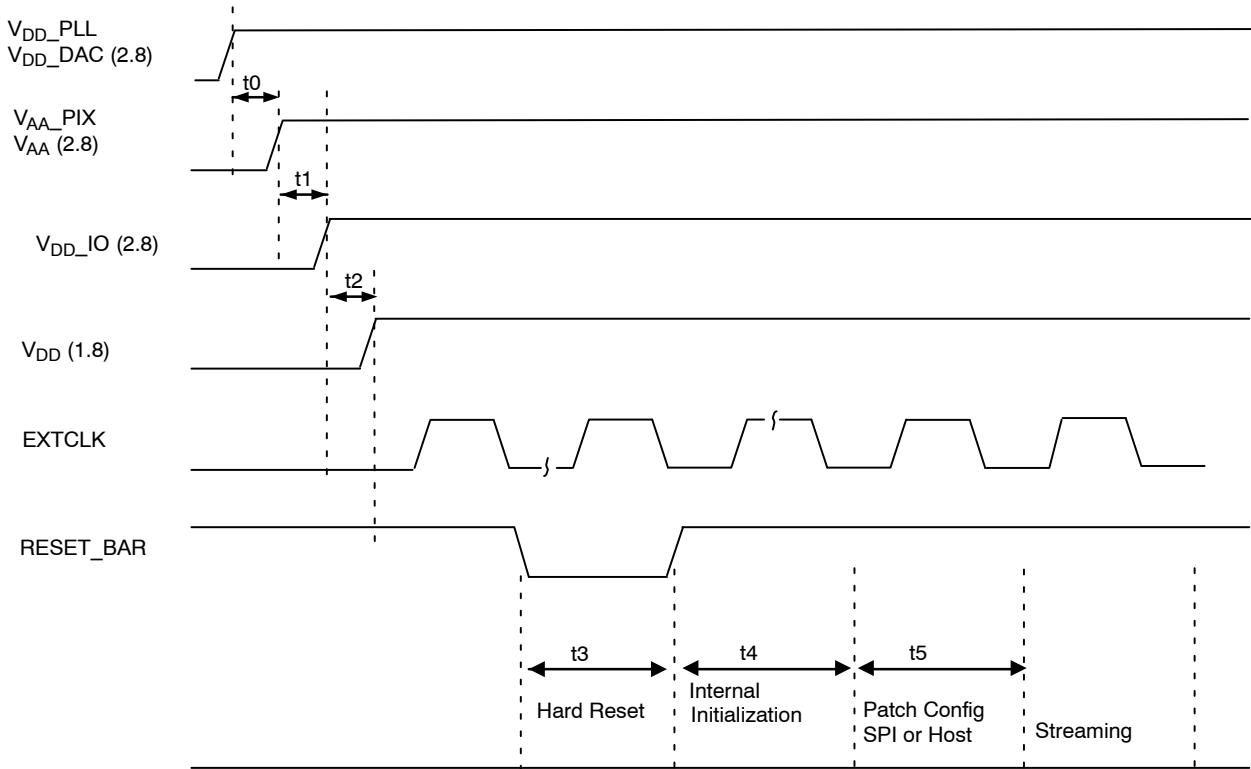 VDD_PLL
VDD_DAC (2.8)
t0
VAA_PIX
VAA (2.8)
t1
VDD_IO (2.8)
t2
VDD (1.8)
EXTCLK
RESET_BAR
t3
t4
t5
Hard Reset
Internal
Initialization
Patch Config
SPI or Host
Streaming